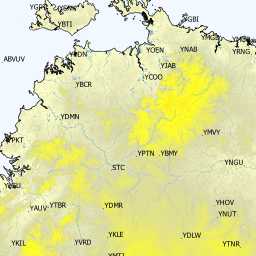 YGBI
YBTI
YOEN
YNAB
YRNG
ABVUV
YJAB
YCOO
YBCR
YDMN
YMVY
YPKT
YPTN
YBMY
YNGU
STC
YHOV
YAUV
YTBR
YDMR
YNUT
YKLE
YDLW
YKIL
YVRD
YTNR